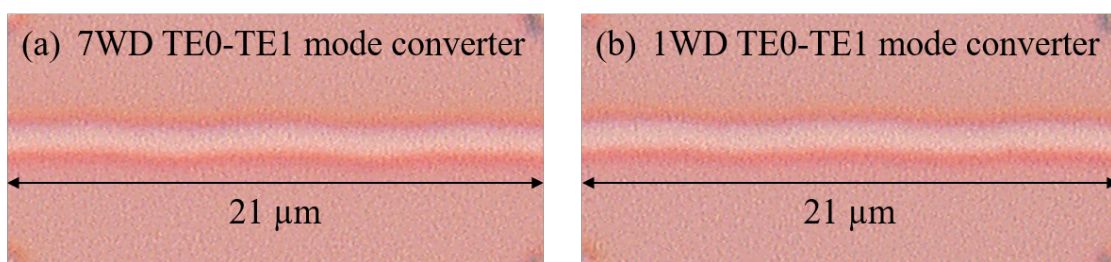 (a) 7WD TE0-TE1 mode converter
21 µm
(b) 1WD TE0-TE1 mode converter
21 µm